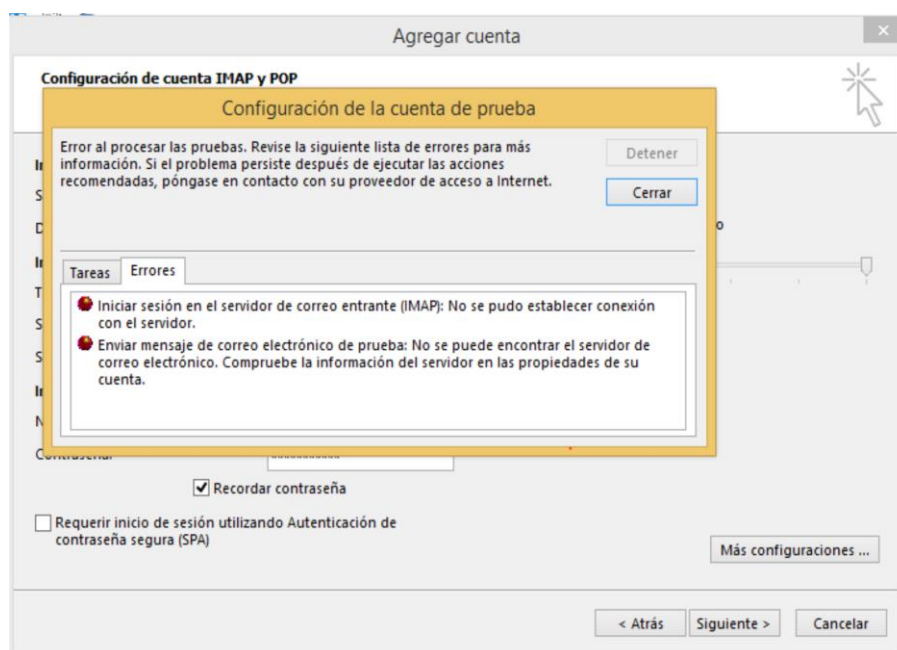 Agregar cuenta
Configuración de cuenta IMAP y POP
Configuración de la cuenta de prueba
Error al procesar las pruebas. Revise la siguiente lista de errores para más
información. Si el problema persiste después de ejecutar las acciones
recomendadas, póngase en contacto con su proveedor de acceso a Internet.
Detener
Cerrar
Tareas
Errores
Iniciar sesión en el servidor de correo entrante (IMAP): No se pudo establecer conexión
con el servidor.
Enviar mensaje de correo electrónico de prueba: No se puede encontrar el servidor de
correo electrónico. Compruebe la información del servidor en las propiedades de su
cuenta.
Recordar contraseña
Requerir inicio de sesión utilizando Autenticación de
contraseña segura (SPA)
Más configuraciones ...
< Atrás
Siguiente >
Cancelar